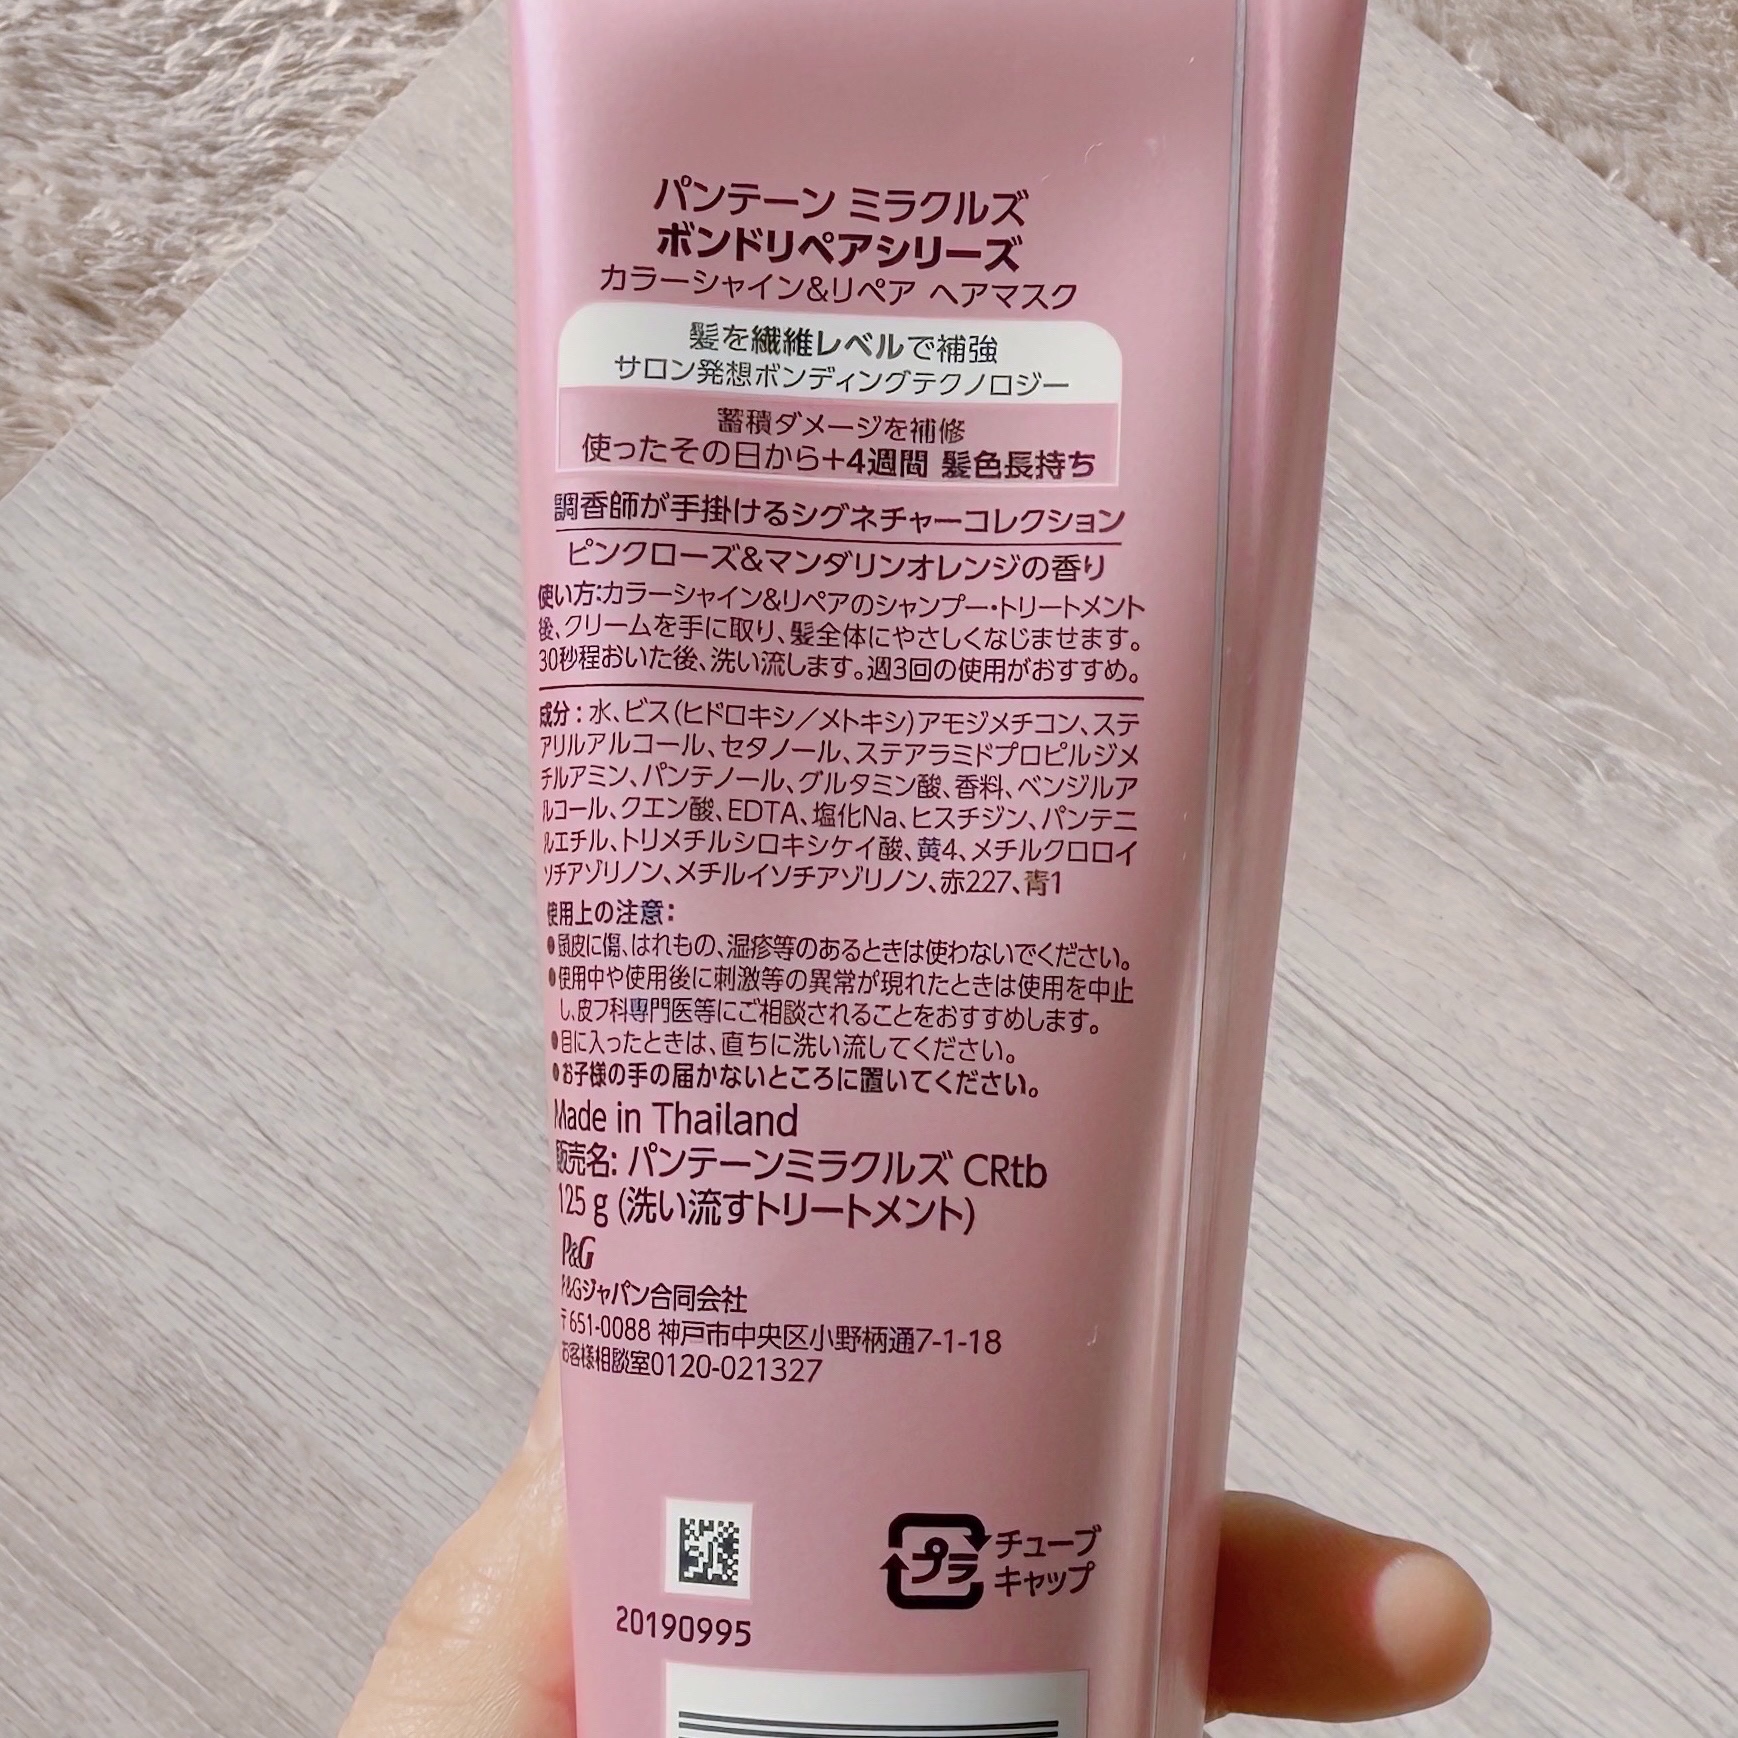 パンテーン ミラクルズ
ボンドリペアシリーズ
カラーシャイン&リペア ヘアマスク
髪を繊維レベルで補強
サロン発想ボンディングテクノロジー
蓄積ダメージを補修
使ったその日から+4週間 髪色長持ち
調香師が手掛けるシグネチャーコレクション
ピンクローズ&マンダリンオレンジの香り
使い方:カラーシャイン&リペアのシャンプー・トリートメント
後、クリームを手に取り、髪全体にやさしくなじませます。
30秒程おいた後、洗い流します。週3回の使用がおすすめ。
成分:水、ビス(ヒドロキシ/メトキシ)アモジメチコン、ステ
アリルアルコール、セタノール、ステアラミドプロピルジメ
チルアミン、パンテノール、グルタミン酸、香料、ベンジルア
ルコール、クエン酸、EDTA、塩化Na、ヒスチジン、パンテニ
ルエチル、トリメチルシロキシケイ酸、黄4、メチルクロロイ
ソチアゾリノン、メチルイソチアゾリノン、赤227、青1
使用上の注意:
●頭皮に傷、はれもの、湿疹等のあるときは使わないでください。
●使用中や使用後に刺激等の異常が現れたときは使用を中止
し、皮フ科専門医等にご相談されることをおすすめします。
●目に入ったときは、直ちに洗い流してください。
●お子様の手の届かないところに置いてください。
Made in Thailand
販売名: パンテーンミラクルズ CRtb
125 g (洗い流すトリートメント)
P&G
P&Gジャパン合同会社
〒651-0088 神戸市中央区小野柄通7-1-18
お客様相談室0120-021327
プラ
チューブ
キャップ
20190995